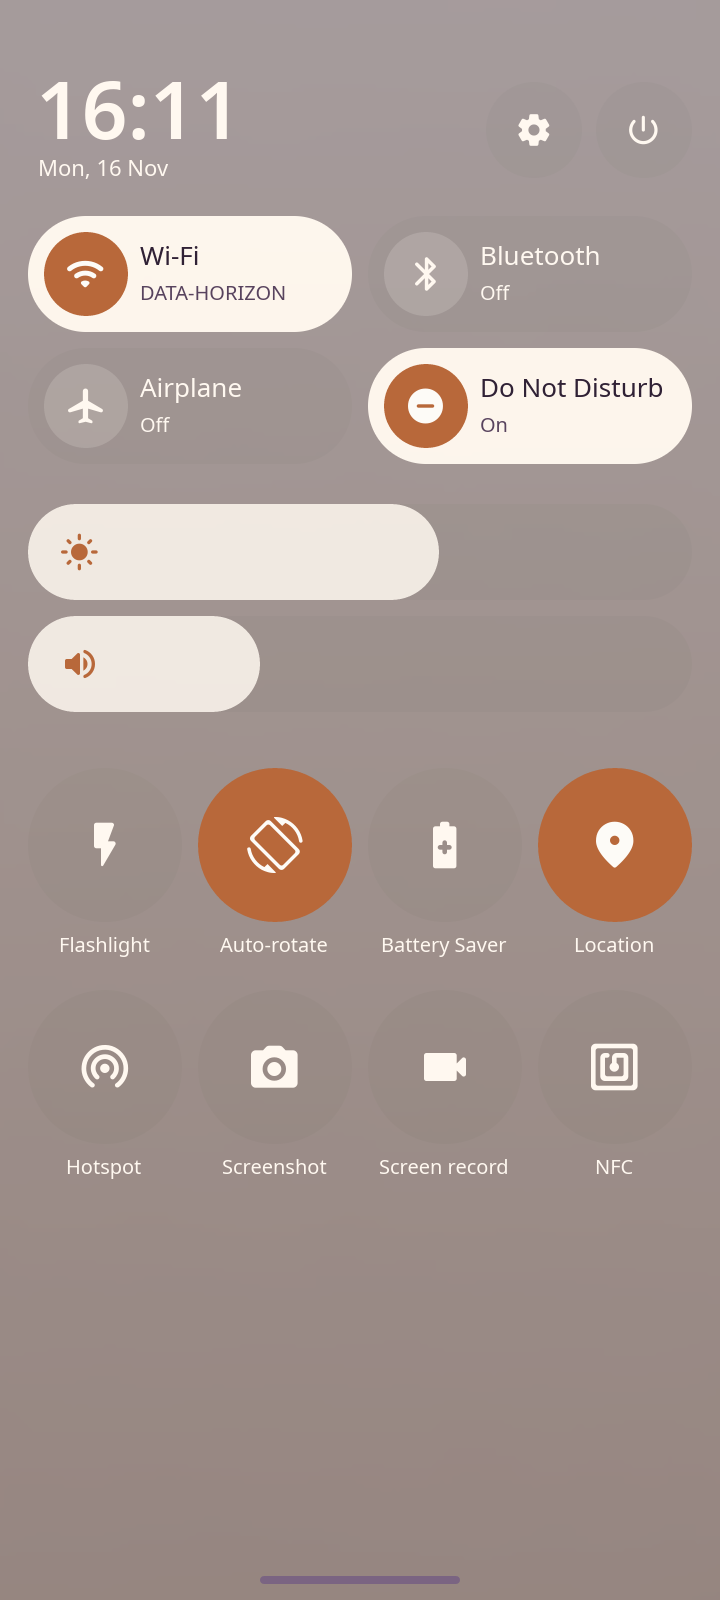 16:11
Mon, 16 Nov
Wi-Fi
DATA-HORIZON
Bluetooth
Off
Airplane
Off
Do Not Disturb
On
Flashlight
Auto-rotate
Battery Saver
Location
Hotspot
Screenshot
Screen record
NFC